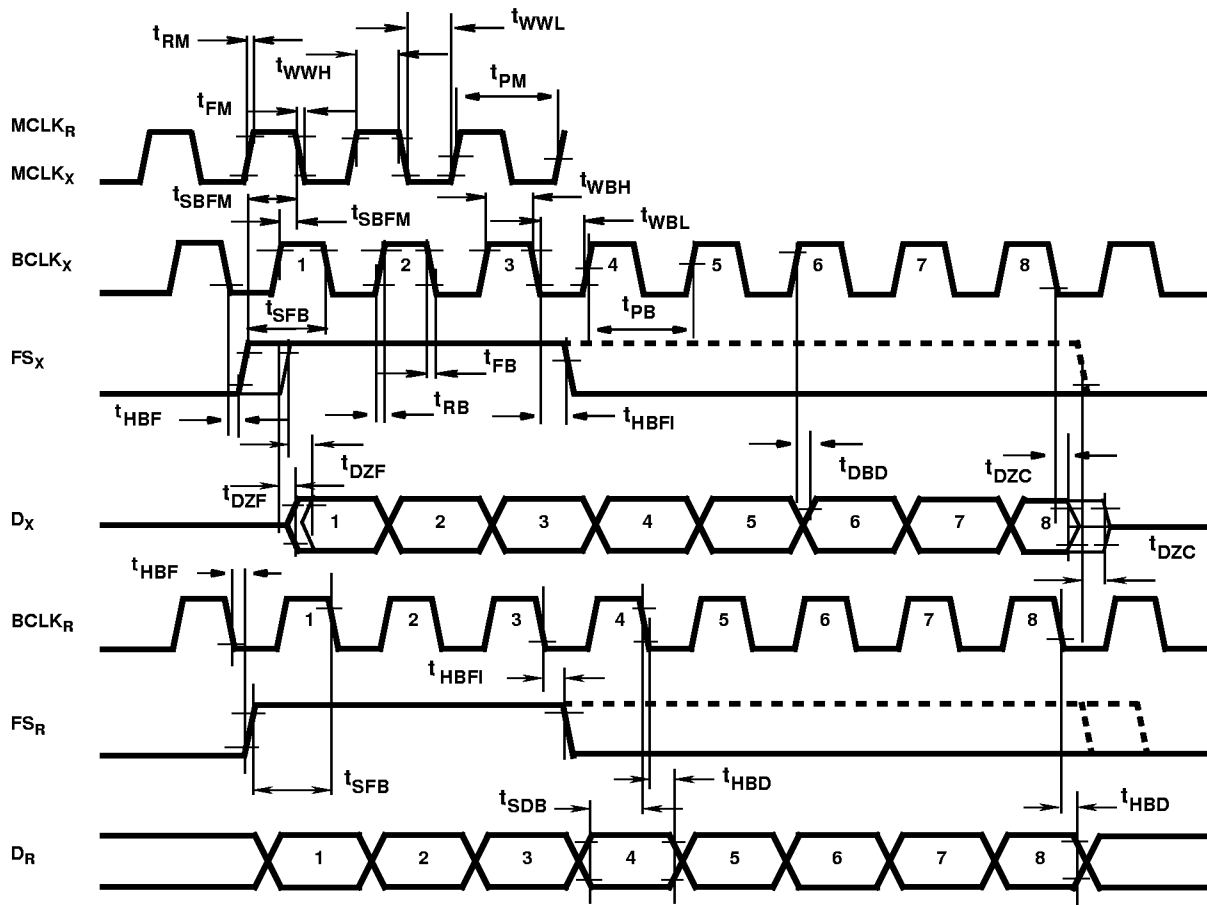 tRM
tWWL
tWWH
tPM
tFM
MCLKR
MCLKX
tSBFM
tWBH
tSBFM
tWBL
BCLKX
1 2 3 4 5 6 7 8
tSFB
tPB
FSX
tFB
tHBF
tRB
tHBFI
tDZF
tDBD
tDZC
tDZF
DX
1 2 3 4 5 6 7 8
tDZC
tHBF
BCLKR
1 2 3 4 5 6 7 8
tHBFI
FSR
tSFB
tSDB
tHBD
tHBD
DR
1 2 3 4 5 6 7 8